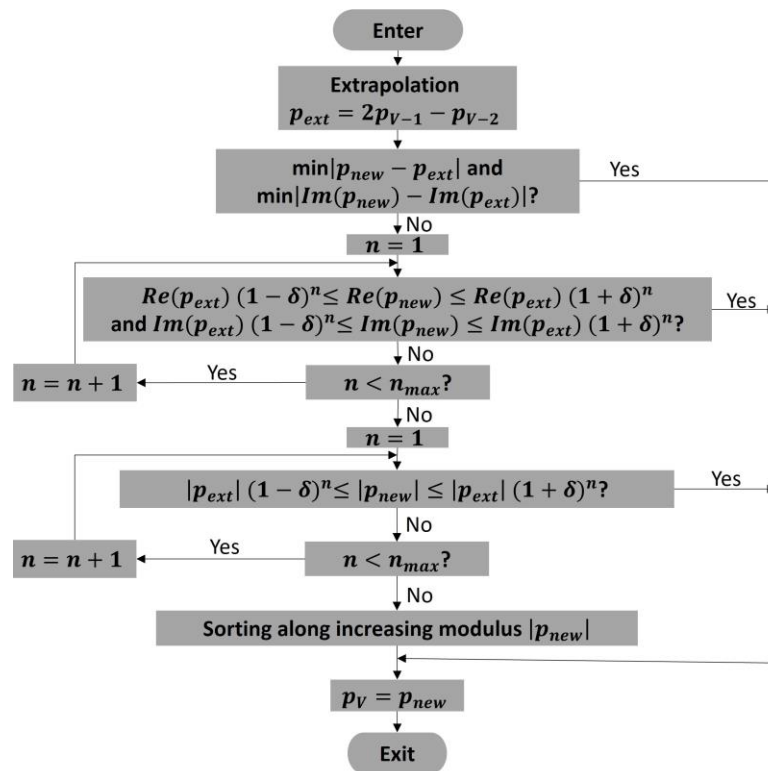 Enter
Extrapolation
p_ext = 2p_{V−1} − p_{V−2}
min|p_new − p_ext| and
min|Im(p_new) − Im(p_ext)|?
Yes
No
n = 1
Re(p_ext) (1 − δ)^n ≤ Re(p_new) ≤ Re(p_ext) (1 + δ)^n
and Im(p_ext) (1 − δ)^n ≤ Im(p_new) ≤ Im(p_ext) (1 + δ)^n?
Yes
No
n = n + 1
Yes
n < n_max?
No
n = 1
|p_ext| (1 − δ)^n ≤ |p_new| ≤ |p_ext| (1 + δ)^n?
Yes
No
n = n + 1
Yes
n < n_max?
No
Sorting along increasing modulus |p_new|
p_V = p_new
Exit